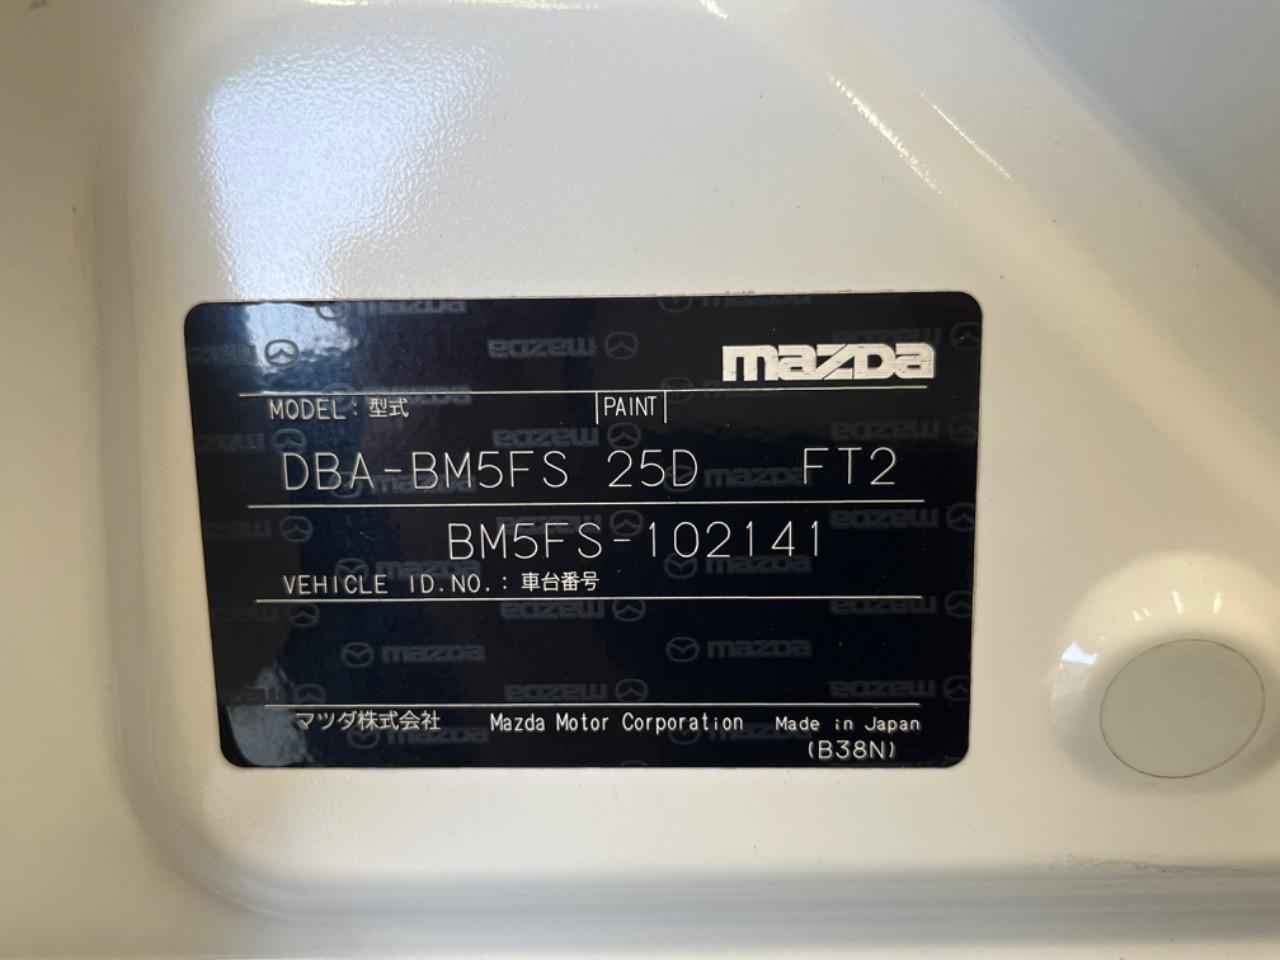 mazda
MODEL: 型式 PAINT
DBA-BM5FS 25D FT2
BM5FS-102141
VEHICLE ID.NO.: 車台番号
マツダ株式会社 Mazda Motor Corporation Made in Japan
(B38N)